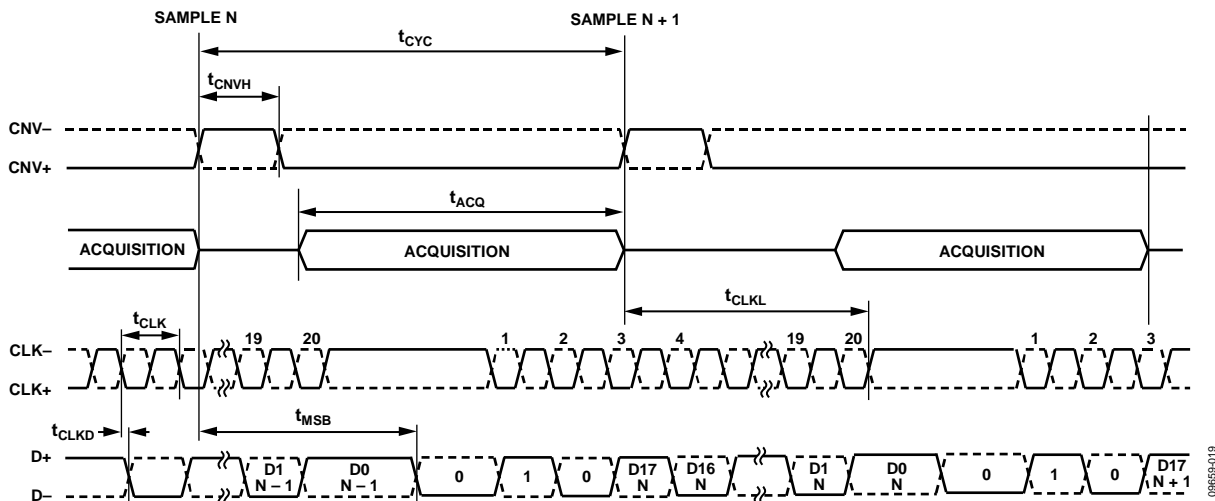 SAMPLE N SAMPLE N + 1
tCYC
tCNVH
CNV–
CNV+
tACQ
ACQUISITION ACQUISITION ACQUISITION
tCLKL
tCLK
19 20 1 2 3 4 19 20 1 2 3
CLK–
CLK+
tMSB
tCLKD
D+
D1 D0 D17 D16 D1 D0 D17
0 1 0 0 1 0
N – 1 N – 1 N N N N N + 1
D–
09659-019